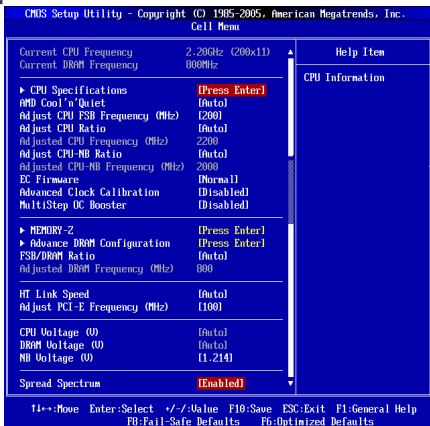 CMOS Setup Utility - Copyright (C) 1985-2005, American Megatrends, Inc.
Cell Menu
Current CPU Frequency 2.20GHz (200x11)
Current DRAM Frequency 800MHz
Help Item
CPU Information
▶ CPU Specifications [Press Enter]
AMD Cool'n'Quiet [Auto]
Adjust CPU FSB Frequency (MHz) [200]
Adjust CPU Ratio [Auto]
Adjusted CPU Frequency (MHz) 2200
Adjust CPU-NB Ratio [Auto]
Adjusted CPU-NB Frequency (MHz) 2000
EC Firmware [Normal]
Advanced Clock Calibration [Disabled]
MultiStep OC Booster [Disabled]
▶ MEMORY-Z [Press Enter]
▶ Advance DRAM Configuration [Press Enter]
FSB/DRAM Ratio [Auto]
Adjusted DRAM Frequency (MHz) 800
HT Link Speed [Auto]
Adjust PCI-E Frequency (MHz) [100]
CPU Voltage (V) [Auto]
DRAM Voltage (V) [Auto]
NB Voltage (V) [1.214]
Spread Spectrum [Enabled]
↑↓←→:Move Enter:Select +/-/:Value F10:Save ESC:Exit F1:General Help
F8:Fail-Safe Defaults F6:Optimized Defaults